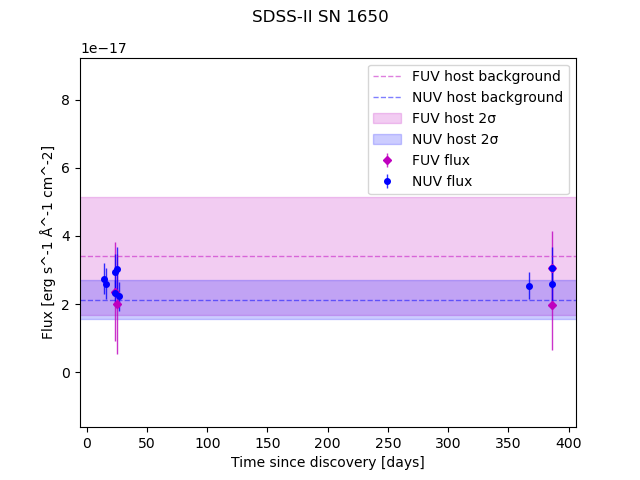 SDSS-II SN 1650
1e−17
FUV host background
NUV host background
FUV host 2σ
NUV host 2σ
FUV flux
NUV flux
8
6
4
2
0
Flux [erg s^-1 Å^-1 cm^-2]
0 50 100 150 200 250 300 350 400
Time since discovery [days]